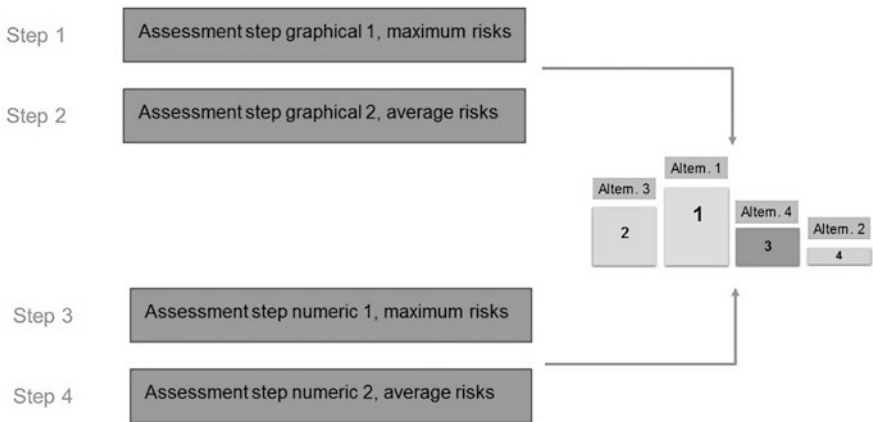 Step 1
Assessment step graphical 1, maximum risks
Step 2
Assessment step graphical 2, average risks
Altern. 1
Altern. 3
1
Altern. 4
2
Altern. 2
3
4
Step 3
Assessment step numeric 1, maximum risks
Step 4
Assessment step numeric 2, average risks